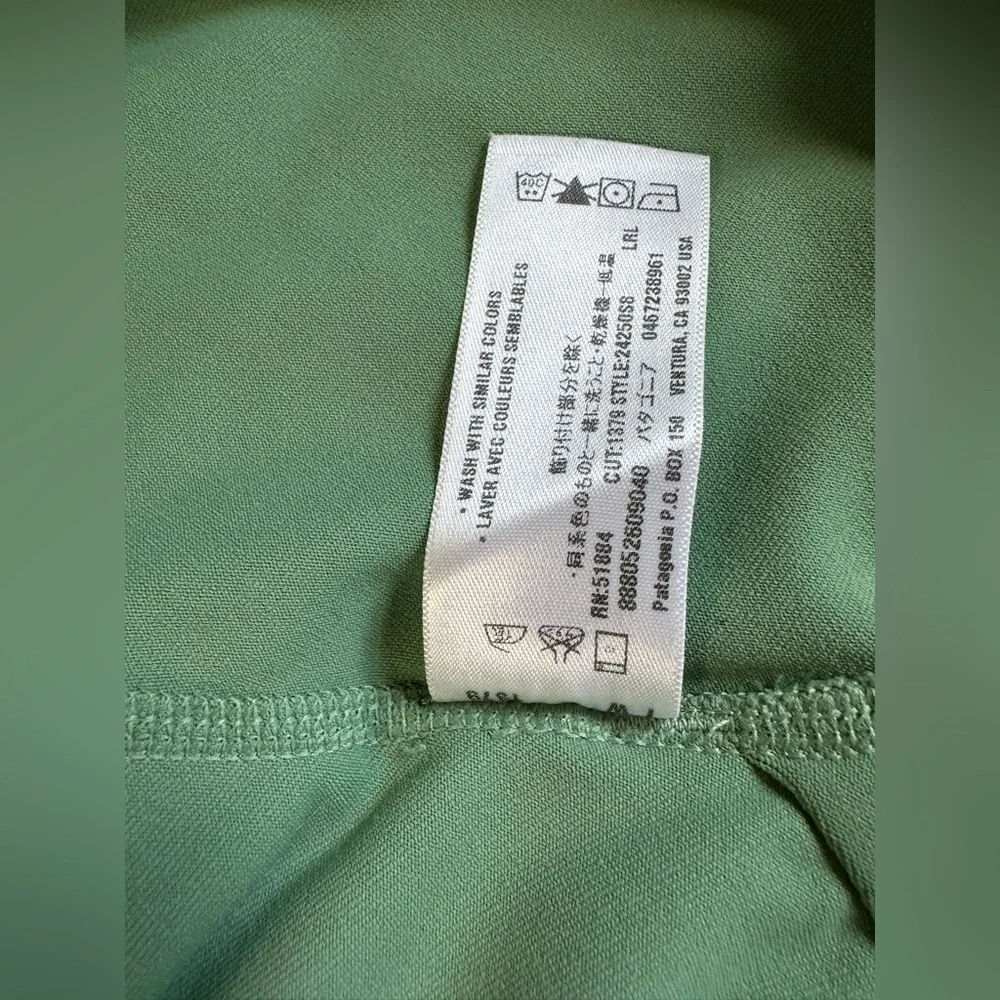 40C
• WASH WITH SIMILAR COLORS
• LAVER AVEC COULEURS SEMBLABLES
飾り付け部分を除く
・同系色のものと一緒に洗うこと・乾燥機一低温
RN:51884 CUT:1379 STYLE:24250S8 LRL
888052609040 パタゴニア 0467238961
Patagonia P.O. BOX 150 VENTURA, CA 93002 USA